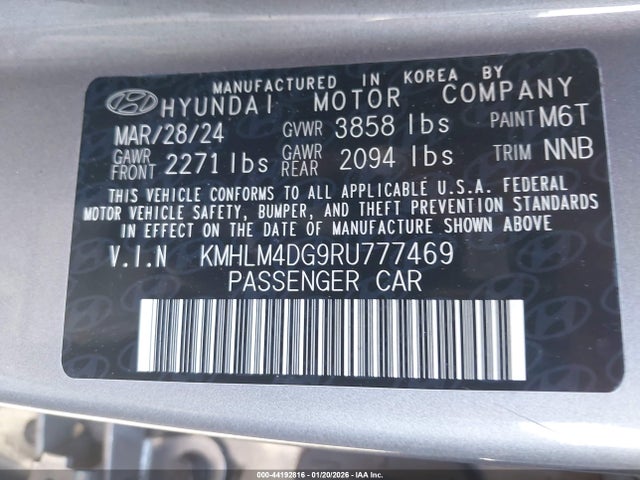 MANUFACTURED IN KOREA BY
HYUNDAI MOTOR COMPANY
MAR/28/24 GVWR 3858 lbs PAINT M6T
GAWR FRONT 2271 lbs GAWR REAR 2094 lbs TRIM NNB
THIS VEHICLE CONFORMS TO ALL APPLICABLE U.S.A. FEDERAL
MOTOR VEHICLE SAFETY, BUMPER, AND THEFT PREVENTION STANDARDS
IN EFFECT ON THE DATE OF MANUFACTURE SHOWN ABOVE
V.I.N KMHLM4DG9RU777469
PASSENGER CAR
000-44192816 | 01/20/2026 - IAA Inc.